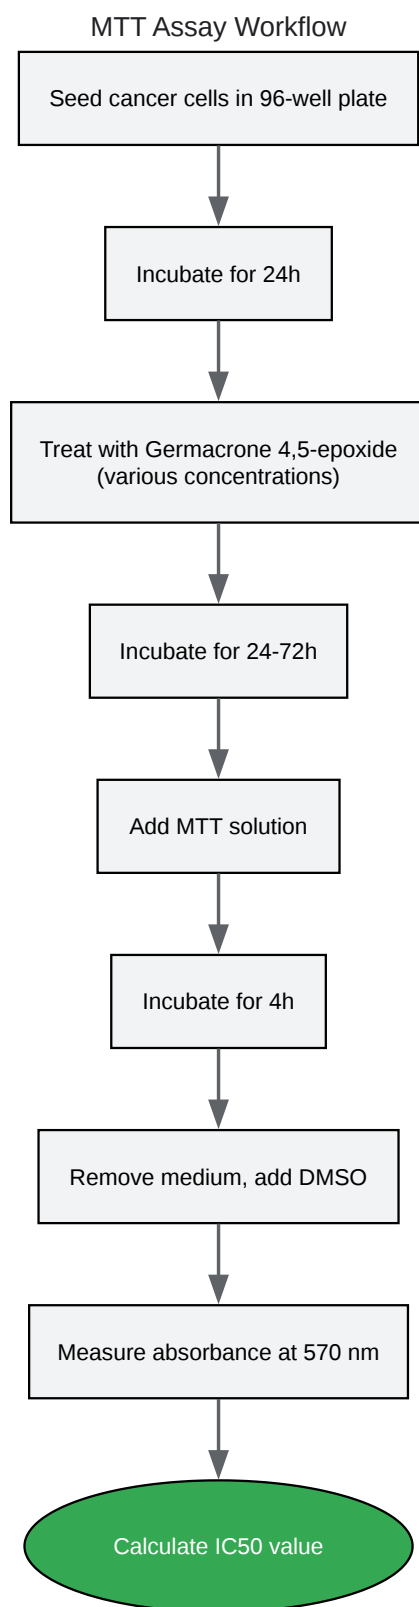 MTT Assay Workflow
Seed cancer cells in 96-well plate
Incubate for 24h
Treat with Germacrone 4,5-epoxide
(various concentrations)
Incubate for 24-72h
Add MTT solution
Incubate for 4h
Remove medium, add DMSO
Measure absorbance at 570 nm
Calculate IC50 value